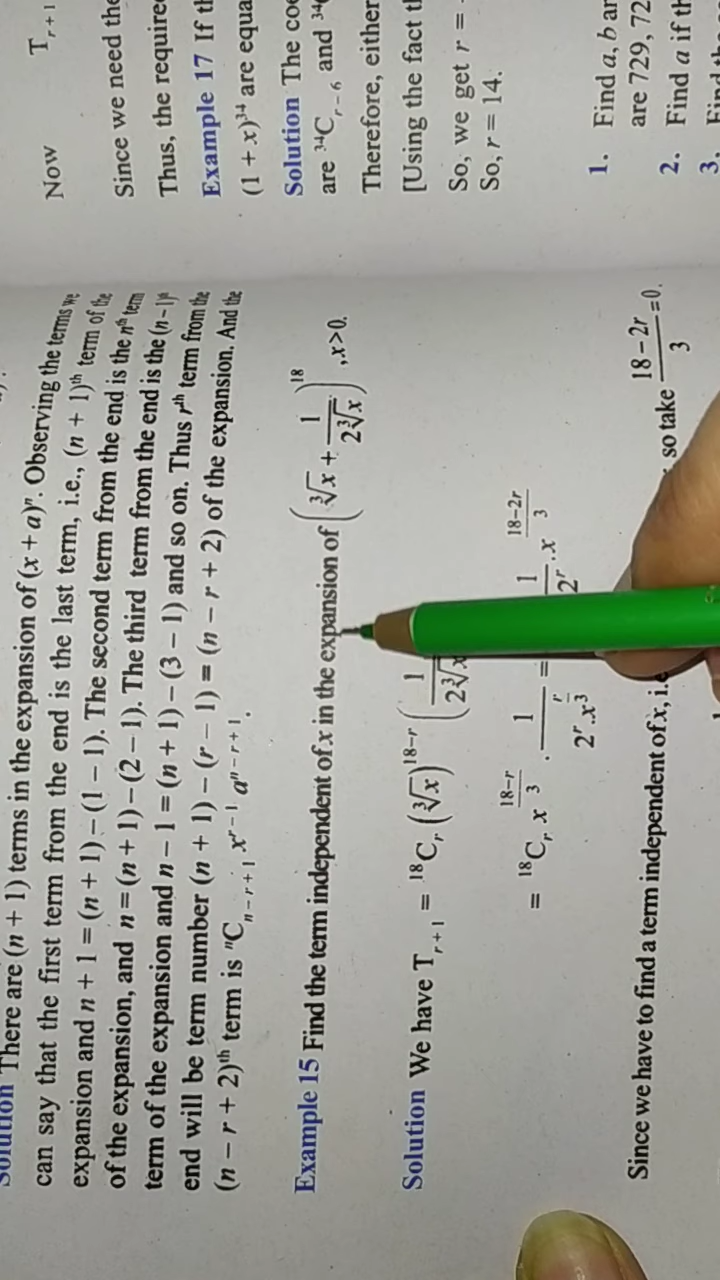 Solution There are (n + 1) terms in the expansion of (x + a)ⁿ. Observing the terms we
can say that the first term from the end is the last term, i.e., (n + 1)ᵗʰ term of the
expansion and n + 1 = (n + 1) – (1 – 1). The second term from the end is the nᵗʰ term
of the expansion, and n = (n + 1) – (2 – 1). The third term from the end is the (n – 1)ᵗʰ
term of the expansion and n – 1 = (n + 1) – (3 – 1) and so on. Thus rᵗʰ term from the
end will be term number (n + 1) – (r – 1) = (n – r + 2) of the expansion. And the
(n – r + 2)ᵗʰ term is ⁿCₙ₋ᵣ₊₁ xʳ⁻¹ aⁿ⁻ʳ⁺¹.
Example 15 Find the term independent of x in the expansion of (∛x + 1/(2∛x))¹⁸, x > 0.
Solution We have Tᵣ₊₁ = ¹⁸Cᵣ (∛x)¹⁸⁻ʳ (1/(2∛x
= ¹⁸Cᵣ x^((18–r)/3) . 1/(2ʳ.x^(r/3)) = 1/2ʳ . x^((18–2r)/3)
Since we have to find a term independent of x, i.e so take (18 – 2r)/3 = 0.
Now Tᵣ₊₁
Since we need the
Thus, the require
Example 17 If th
(1 + x)³⁴ are equa
Solution The coe
are ³⁴Cᵣ₋₆ and ³⁴
Therefore, either
[Using the fact t
So, we get r =
So, r = 14.
1. Find a, b ar
are 729, 72
2. Find a if th
3. Find the